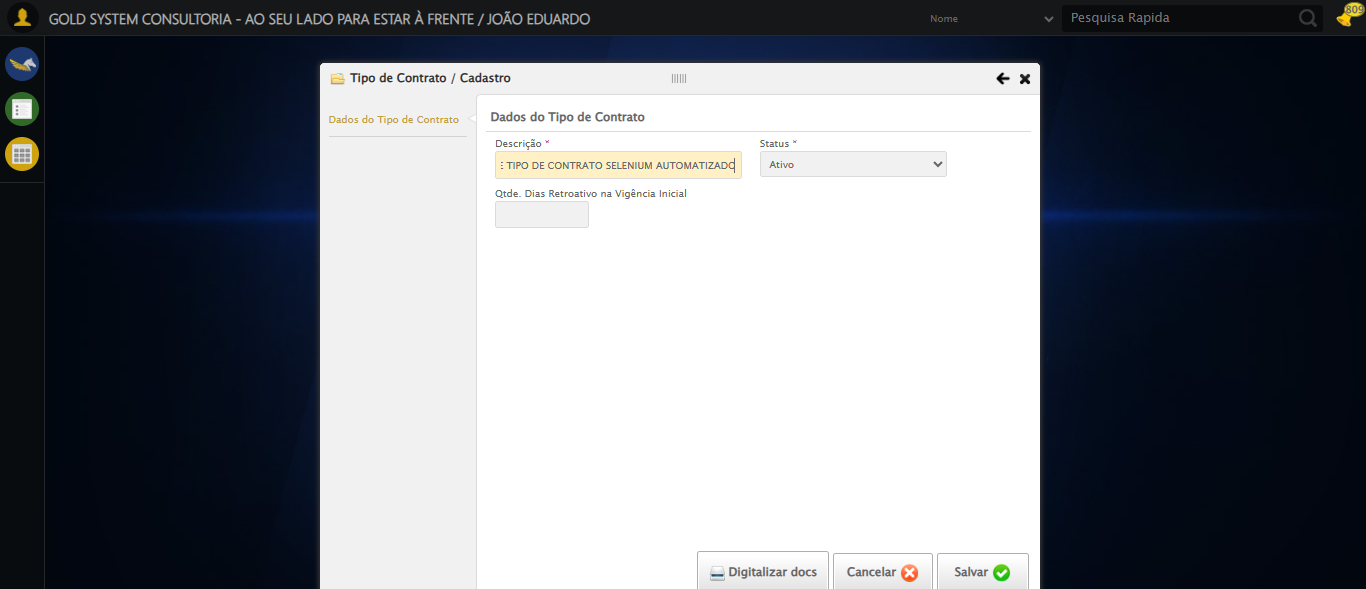 GOLD SYSTEM CONSULTORIA - AO SEU LADO PARA ESTAR À FRENTE / JOÃO EDUARDO
Nome
Pesquisa Rapida
809
Tipo de Contrato / Cadastro
Dados do Tipo de Contrato
Dados do Tipo de Contrato
Descrição *
Status *
TIPO DE CONTRATO SELENIUM AUTOMATIZADO
Ativo
Qtde. Dias Retroativo na Vigência Inicial
Digitalizar docs
Cancelar
Salvar